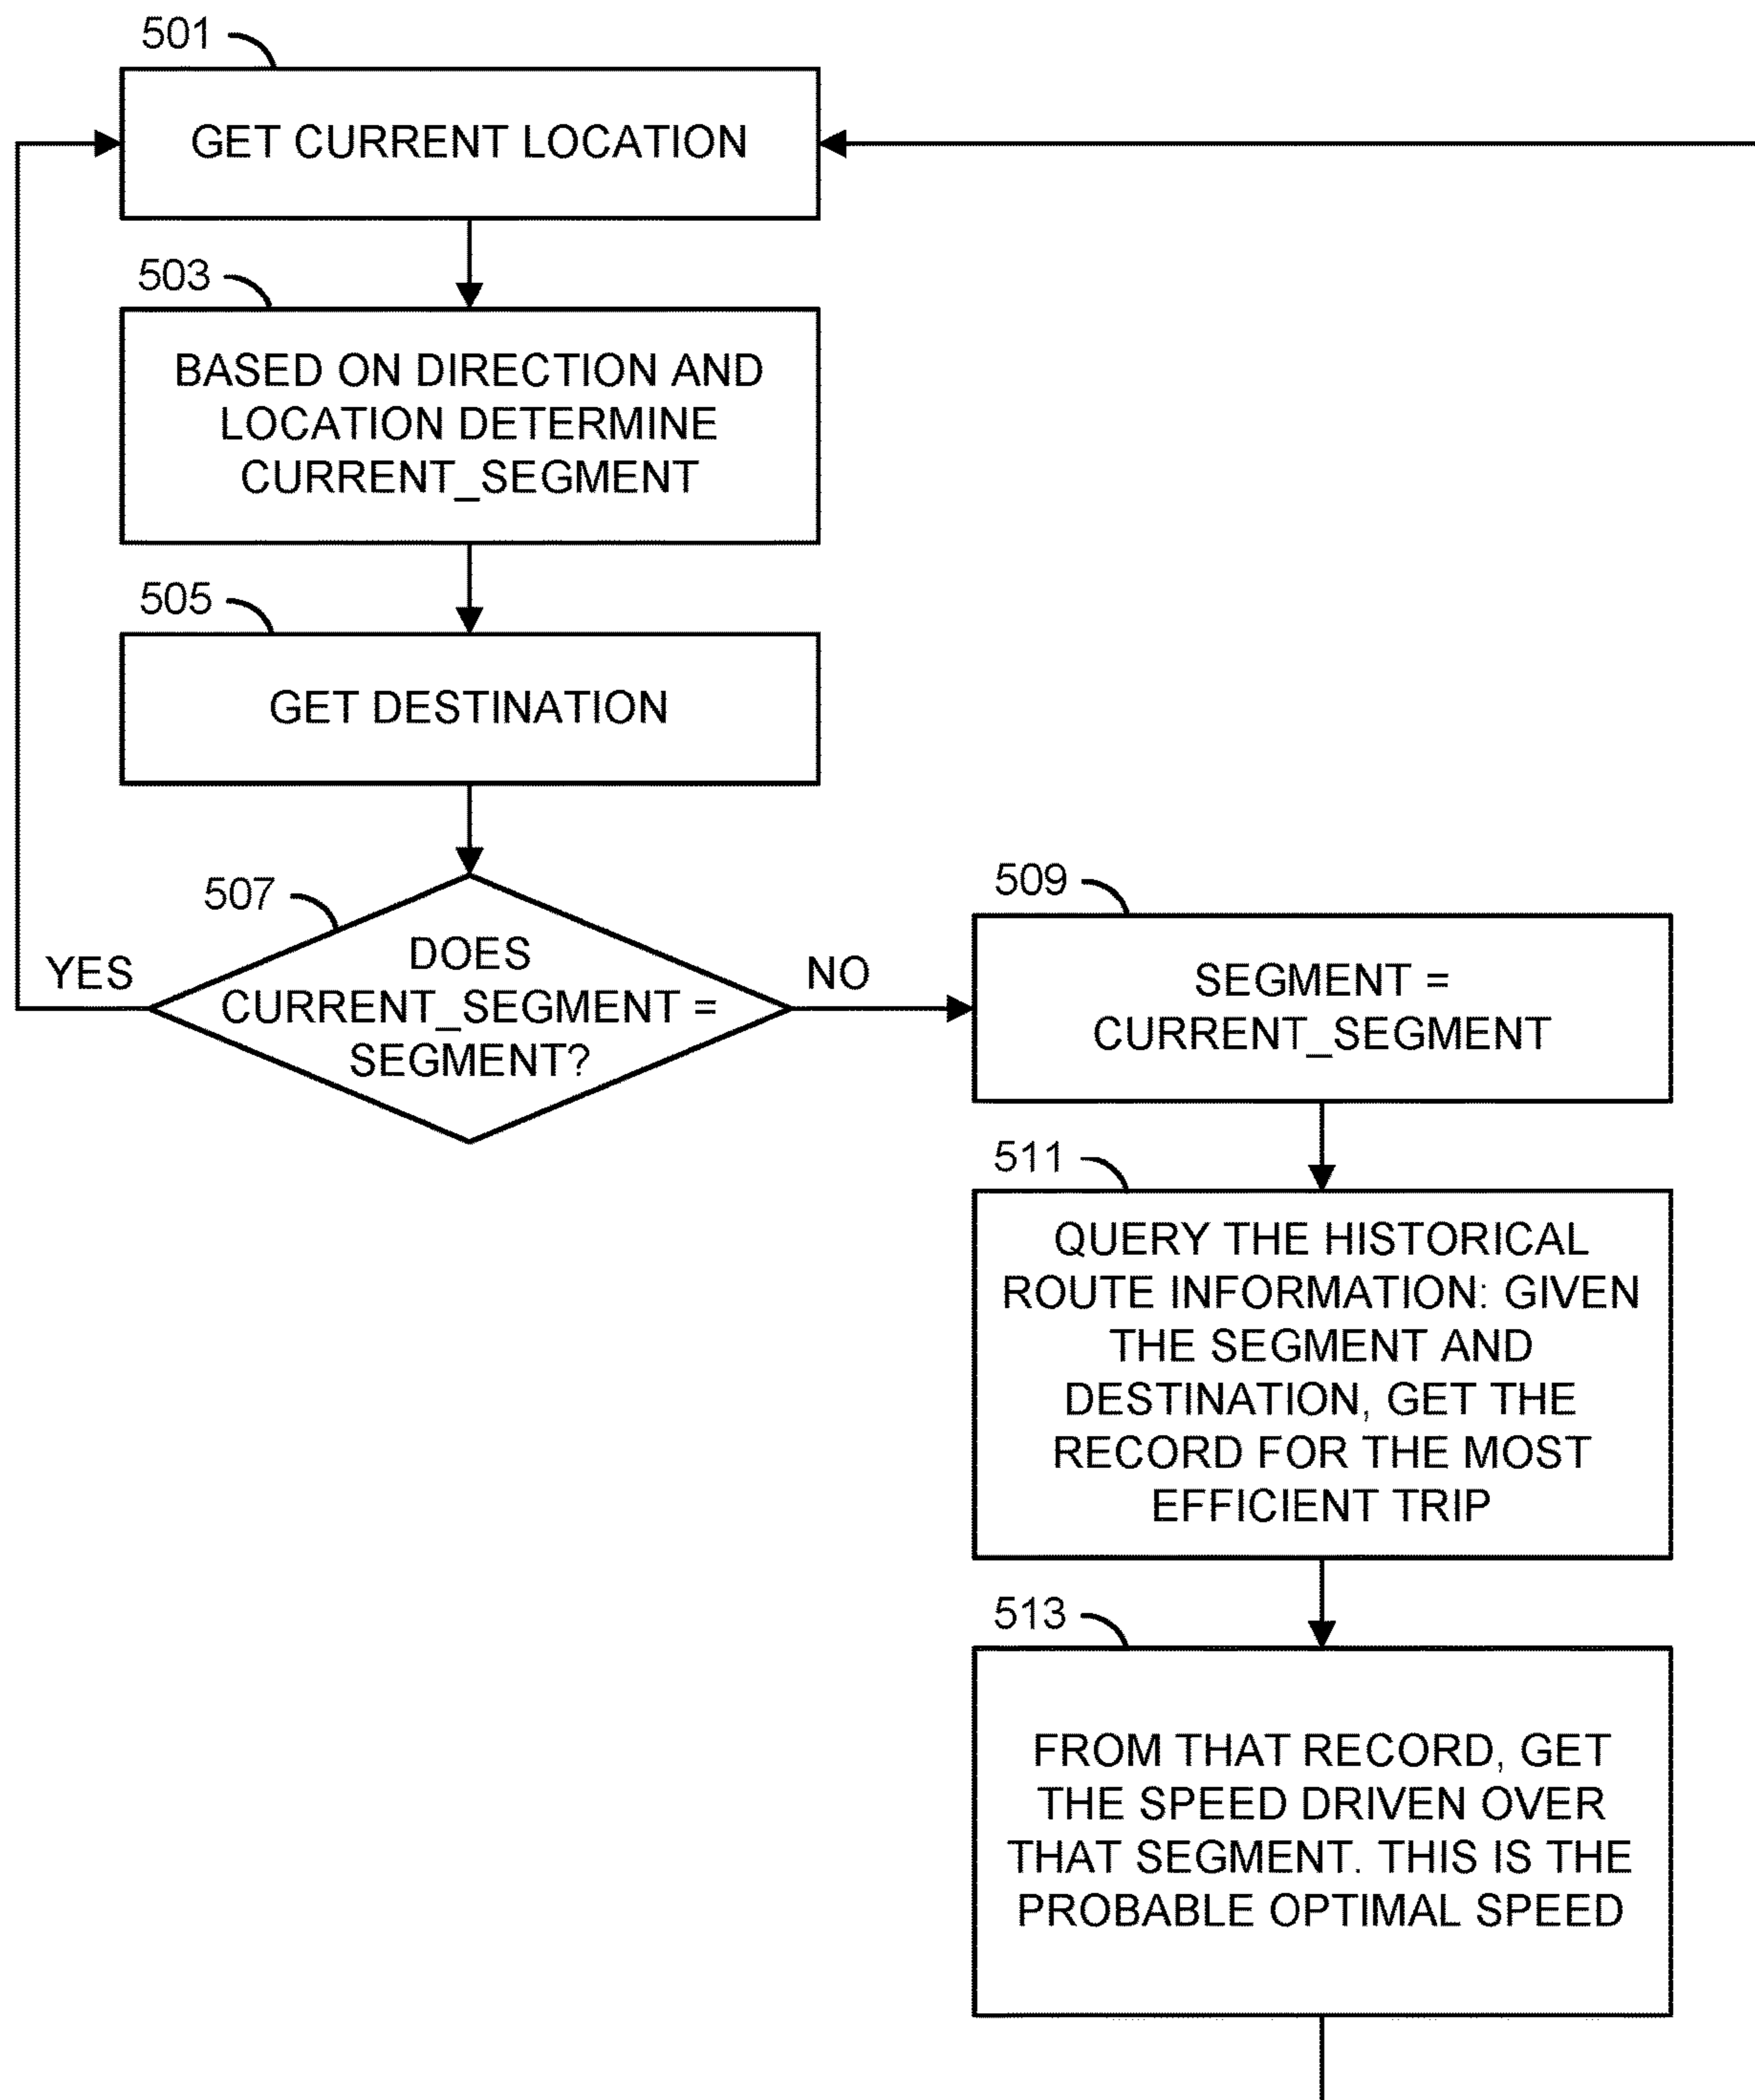 501
GET CURRENT LOCATION
503
BASED ON DIRECTION AND
LOCATION DETERMINE
CURRENT_SEGMENT
505
GET DESTINATION
507
DOES
CURRENT_SEGMENT =
SEGMENT?
YES
NO
509
SEGMENT =
CURRENT_SEGMENT
511
QUERY THE HISTORICAL
ROUTE INFORMATION: GIVEN
THE SEGMENT AND
DESTINATION, GET THE
RECORD FOR THE MOST
EFFICIENT TRIP
513
FROM THAT RECORD, GET
THE SPEED DRIVEN OVER
THAT SEGMENT. THIS IS THE
PROBABLE OPTIMAL SPEED